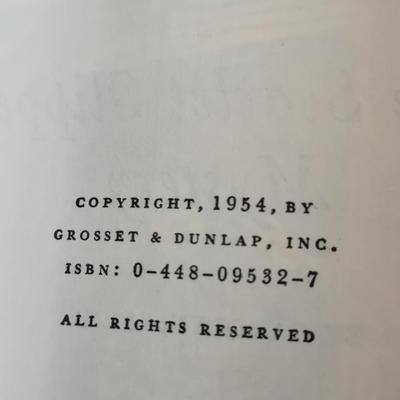 COPYRIGHT, 1954, BY
GROSSET & DUNLAP, INC.
ISBN: 0-448-09532-7
ALL RIGHTS RESERVED